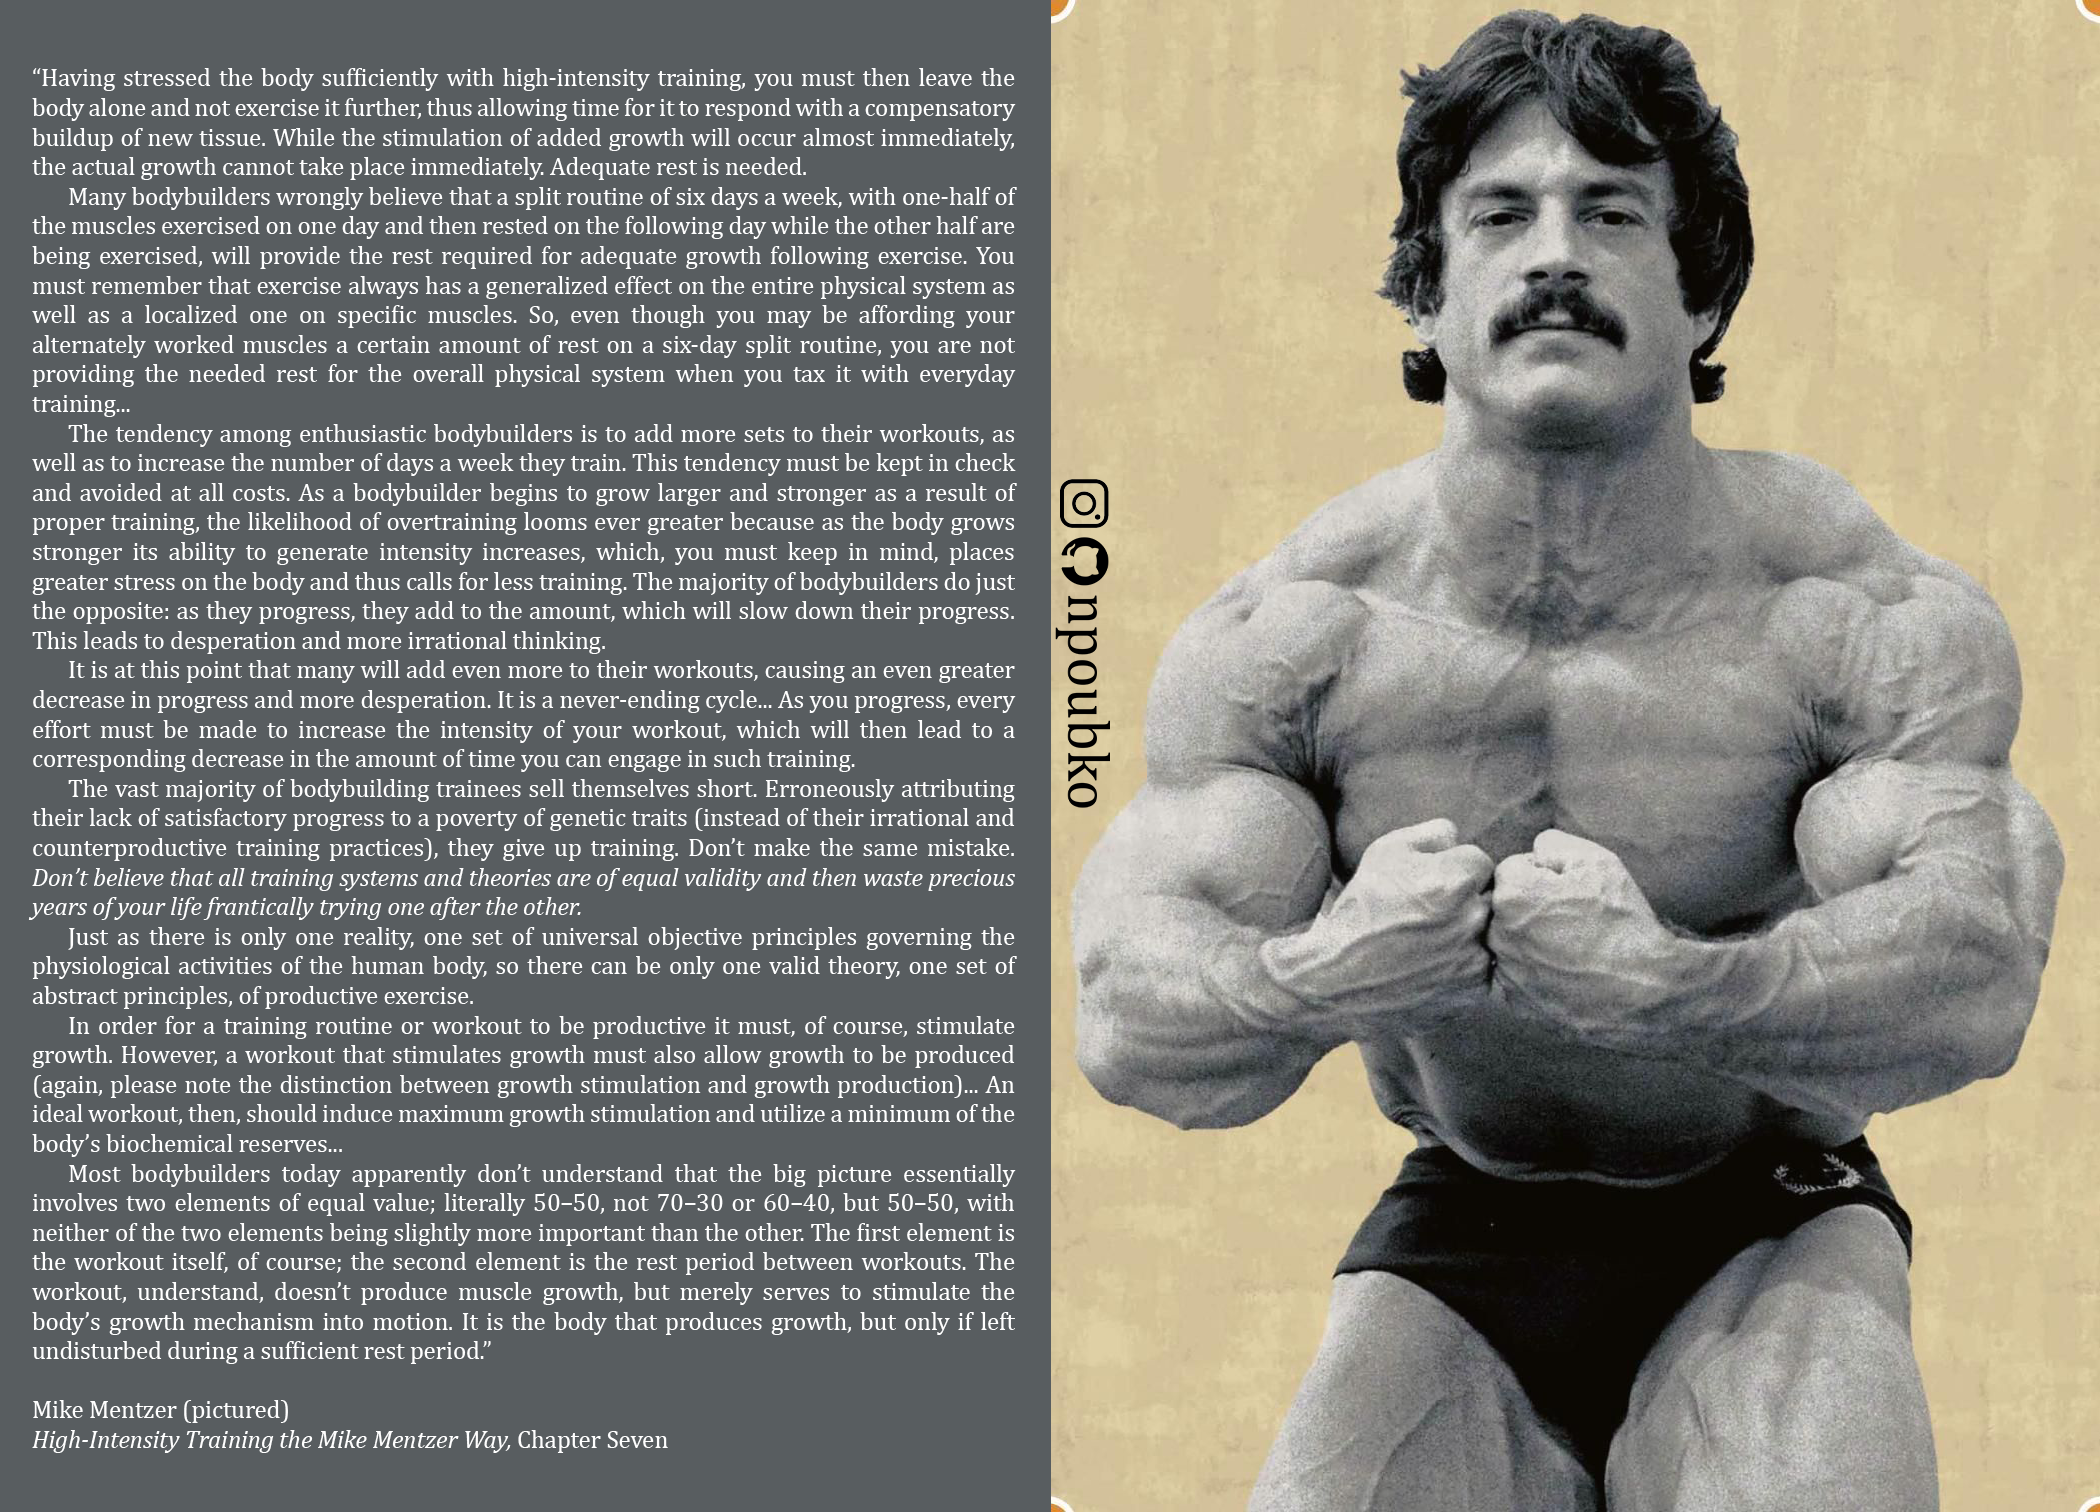 “Having stressed the body sufficiently with high-intensity training, you must then leave the
body alone and not exercise it further, thus allowing time for it to respond with a compensatory
buildup of new tissue. While the stimulation of added growth will occur almost immediately,
the actual growth cannot take place immediately. Adequate rest is needed.
Many bodybuilders wrongly believe that a split routine of six days a week, with one-half of
the muscles exercised on one day and then rested on the following day while the other half are
being exercised, will provide the rest required for adequate growth following exercise. You
must remember that exercise always has a generalized effect on the entire physical system as
well as a localized one on specific muscles. So, even though you may be affording your
alternately worked muscles a certain amount of rest on a six-day split routine, you are not
providing the needed rest for the overall physical system when you tax it with everyday
training...
The tendency among enthusiastic bodybuilders is to add more sets to their workouts, as
well as to increase the number of days a week they train. This tendency must be kept in check
and avoided at all costs. As a bodybuilder begins to grow larger and stronger as a result of
proper training, the likelihood of overtraining looms ever greater because as the body grows
stronger its ability to generate intensity increases, which, you must keep in mind, places
greater stress on the body and thus calls for less training. The majority of bodybuilders do just
the opposite: as they progress, they add to the amount, which will slow down their progress.
This leads to desperation and more irrational thinking.
It is at this point that many will add even more to their workouts, causing an even greater
decrease in progress and more desperation. It is a never-ending cycle... As you progress, every
effort must be made to increase the intensity of your workout, which will then lead to a
corresponding decrease in the amount of time you can engage in such training.
The vast majority of bodybuilding trainees sell themselves short. Erroneously attributing
their lack of satisfactory progress to a poverty of genetic traits (instead of their irrational and
counterproductive training practices), they give up training. Don’t make the same mistake.
Don’t believe that all training systems and theories are of equal validity and then waste precious
years of your life frantically trying one after the other.
Just as there is only one reality, one set of universal objective principles governing the
physiological activities of the human body, so there can be only one valid theory, one set of
abstract principles, of productive exercise.
In order for a training routine or workout to be productive it must, of course, stimulate
growth. However, a workout that stimulates growth must also allow growth to be produced
(again, please note the distinction between growth stimulation and growth production)... An
ideal workout, then, should induce maximum growth stimulation and utilize a minimum of the
body’s biochemical reserves...
Most bodybuilders today apparently don’t understand that the big picture essentially
involves two elements of equal value; literally 50–50, not 70–30 or 60–40, but 50–50, with
neither of the two elements being slightly more important than the other. The first element is
the workout itself, of course; the second element is the rest period between workouts. The
workout, understand, doesn’t produce muscle growth, but merely serves to stimulate the
body’s growth mechanism into motion. It is the body that produces growth, but only if left
undisturbed during a sufficient rest period.”
Mike Mentzer (pictured)
High-Intensity Training the Mike Mentzer Way, Chapter Seven
npoubko